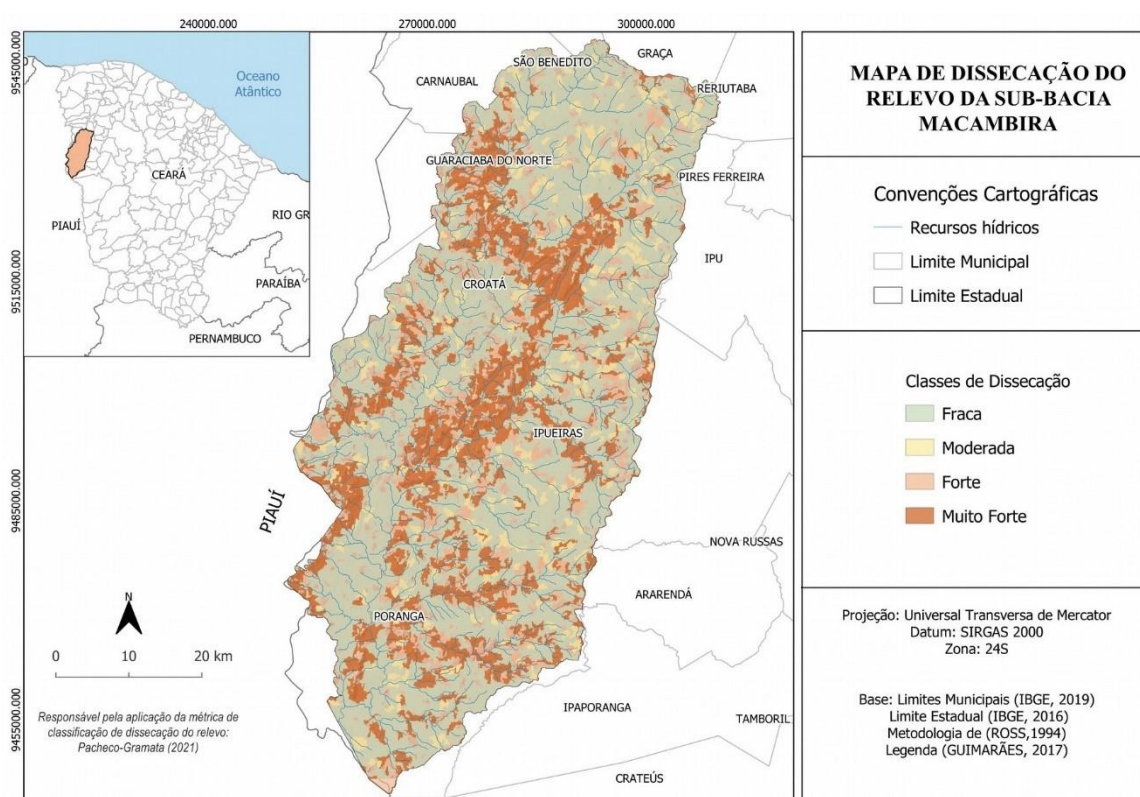 240000.000
270000.000
300000.000
9545000.000
9515000.000
9485000.000
9455000.000
Oceano
Atântico
CEARÁ
PIAUÍ
RIO GR
PARAÍBA
PERNAMBUCO
GRAÇA
SÃO BENEDITO
CARNAUBAL
RERIUTABA
GUARACIABA DO NORTE
PIRES FERREIRA
IPU
CROATÁ
IPUEIRAS
PIAUÍ
NOVA RUSSAS
ARARENDÁ
PORANGA
IPAPORANGA
TAMBORIL
CRATEÚS
N
0 10 20 km
Responsável pela aplicação da métrica de
classificação de dissecação do relevo:
Pacheco-Gramata (2021)
MAPA DE DISSECAÇÃO DO
RELEVO DA SUB-BACIA
MACAMBIRA
Convenções Cartográficas
Recursos hídricos
Limite Municipal
Limite Estadual
Classes de Dissecação
Fraca
Moderada
Forte
Muito Forte
Projeção: Universal Transversa de Mercator
Datum: SIRGAS 2000
Zona: 24S
Base: Limites Municipais (IBGE, 2019)
Limite Estadual (IBGE, 2016)
Metodologia de (ROSS,1994)
Legenda (GUIMARÃES, 2017)